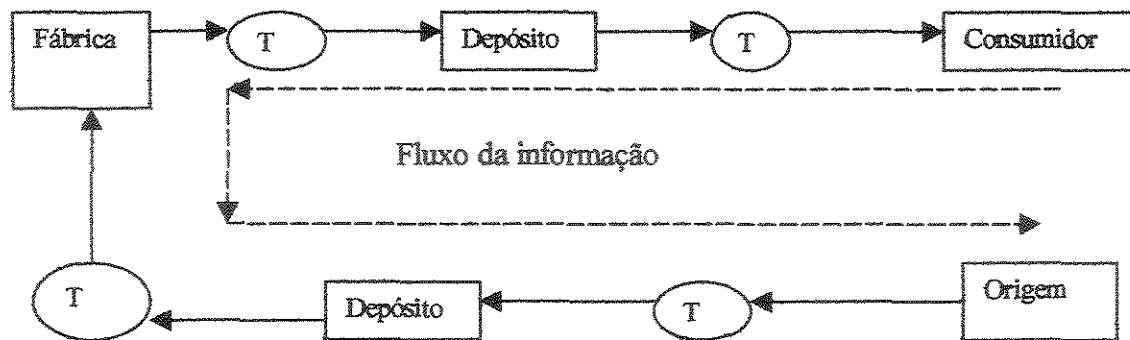 Fábrica
T
Depósito
T
Consumidor
Fluxo da informação
T
Depósito
T
Origem